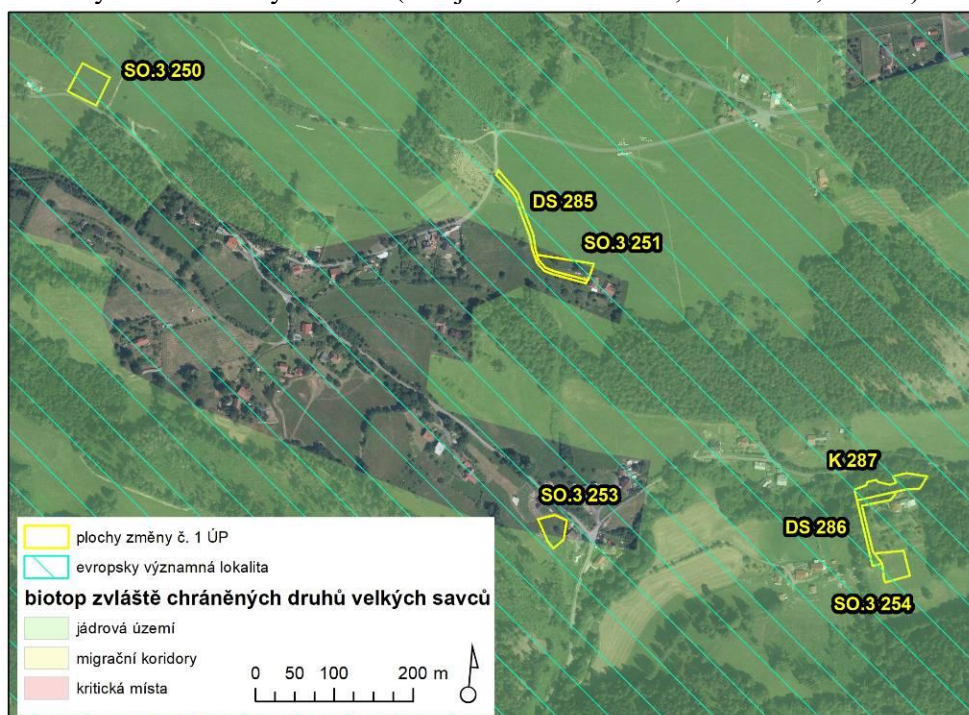 SO.3 250
DS 285
SO.3 251
K 287
SO.3 253
DS 286
SO.3 254
plochy změny č. 1 ÚP
evropsky významná lokalita
biotop zvláště chráněných druhů velkých savců
jádrová území
migrační koridory
kritická místa
0 50 100 200 m